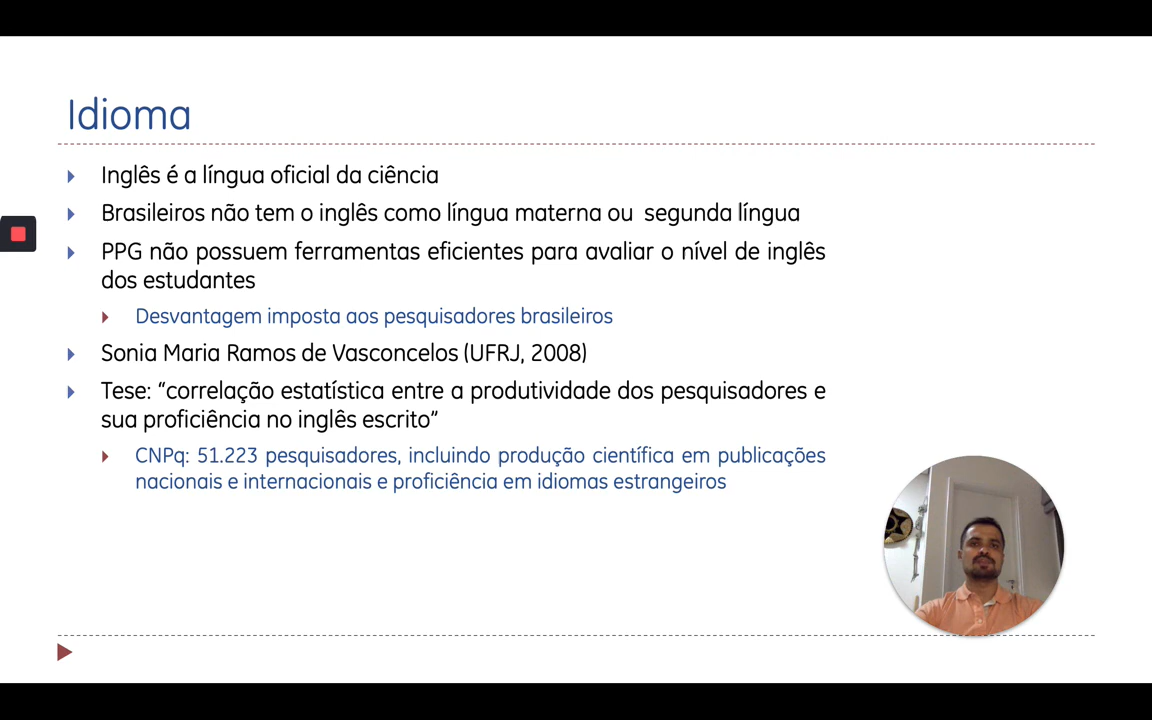 Idioma
Inglês é a língua oficial da ciência
Brasileiros não tem o inglês como língua materna ou segunda língua
PPG não possuem ferramentas eficientes para avaliar o nível de inglês
dos estudantes
Desvantagem imposta aos pesquisadores brasileiros
Sonia Maria Ramos de Vasconcelos (UFRJ, 2008)
Tese: “correlação estatística entre a produtividade dos pesquisadores e
sua proficiência no inglês escrito”
CNPq: 51.223 pesquisadores, incluindo produção científica em publicações
nacionais e internacionais e proficiência em idiomas estrangeiros